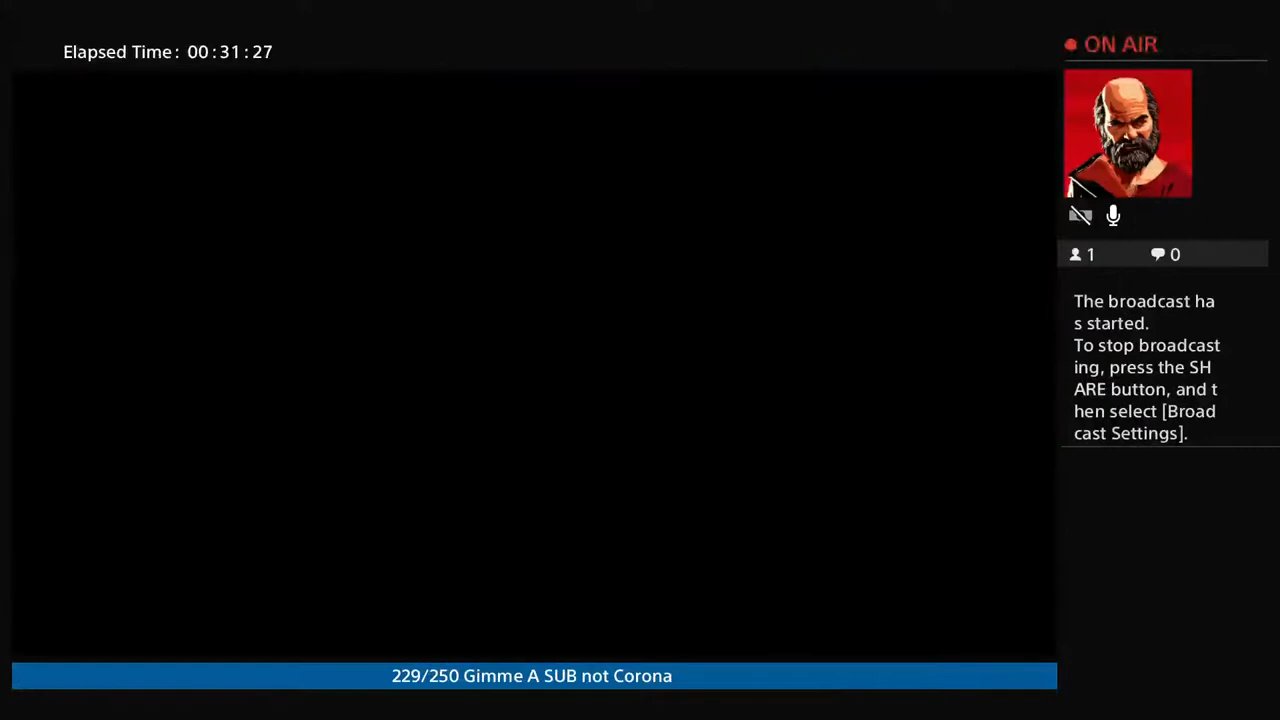 Elapsed Time: 00:31:27
ON AIR
1 0
The broadcast ha
s started.
To stop broadcast
ing, press the SH
ARE button, and t
hen select [Broad
cast Settings].
229/250 Gimme A SUB not Corona